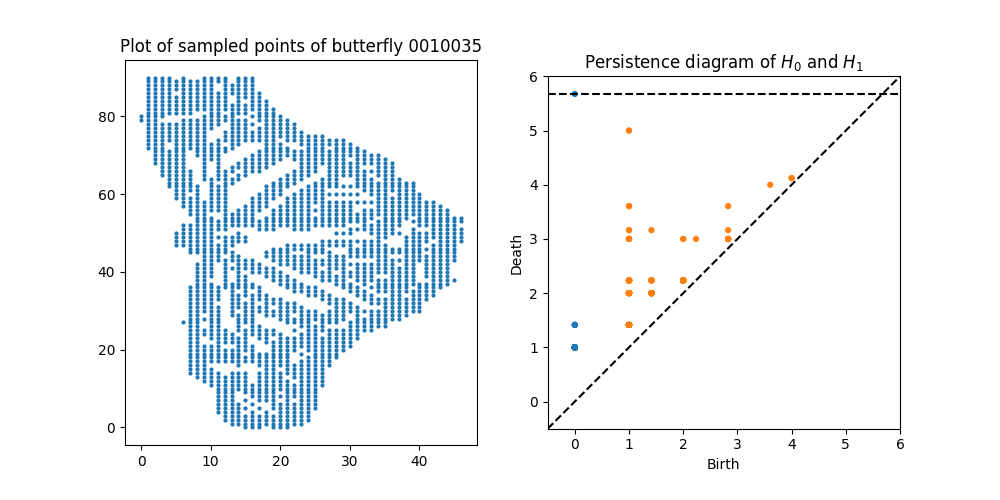 Plot of sampled points of butterfly 0010035
80
60
40
20
0
0 10 20 30 40
Persistence diagram of H0 and H1
6
5
4
3
2
1
0
Death
0 1 2 3 4 5 6
Birth